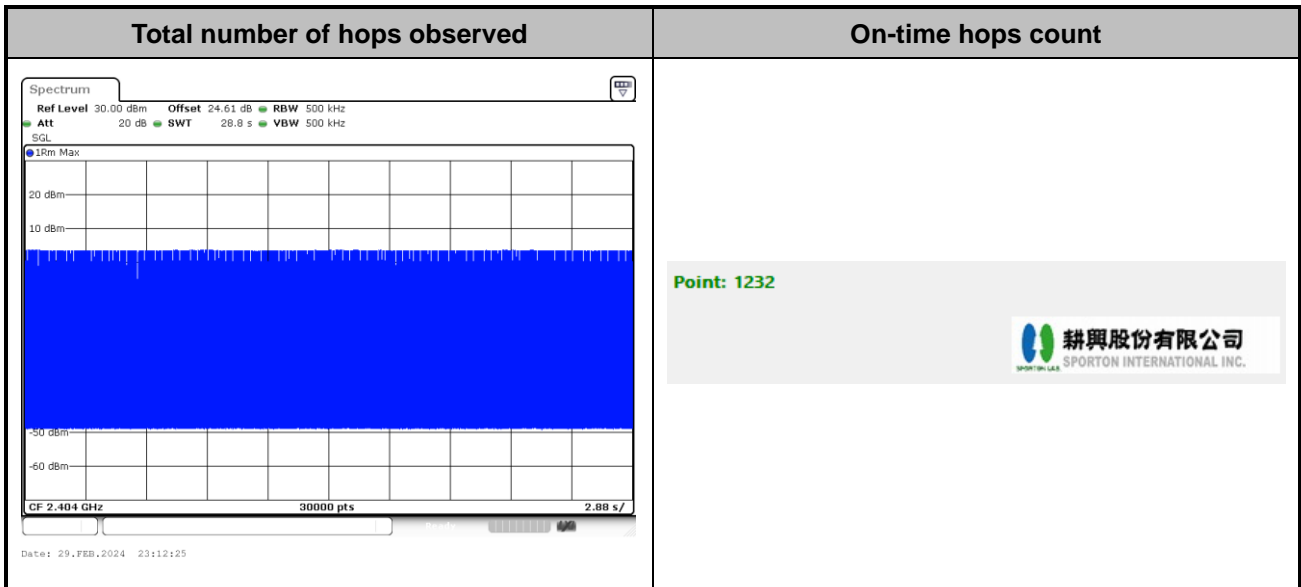 Total number of hops observed
On-time hops count
Spectrum
Ref Level 30.00 dBm Offset 24.61 dB RBW 500 kHz
Att 20 dB SWT 28.8 s VBW 500 kHz
SGL
1Rm Max
20 dBm
10 dBm
-50 dBm
-60 dBm
CF 2.404 GHz 30000 pts 2.88 s/
Date: 29.FEB.2024 23:12:25
Point: 1232
耕興股份有限公司
SPORTON LAB. SPORTON INTERNATIONAL INC.